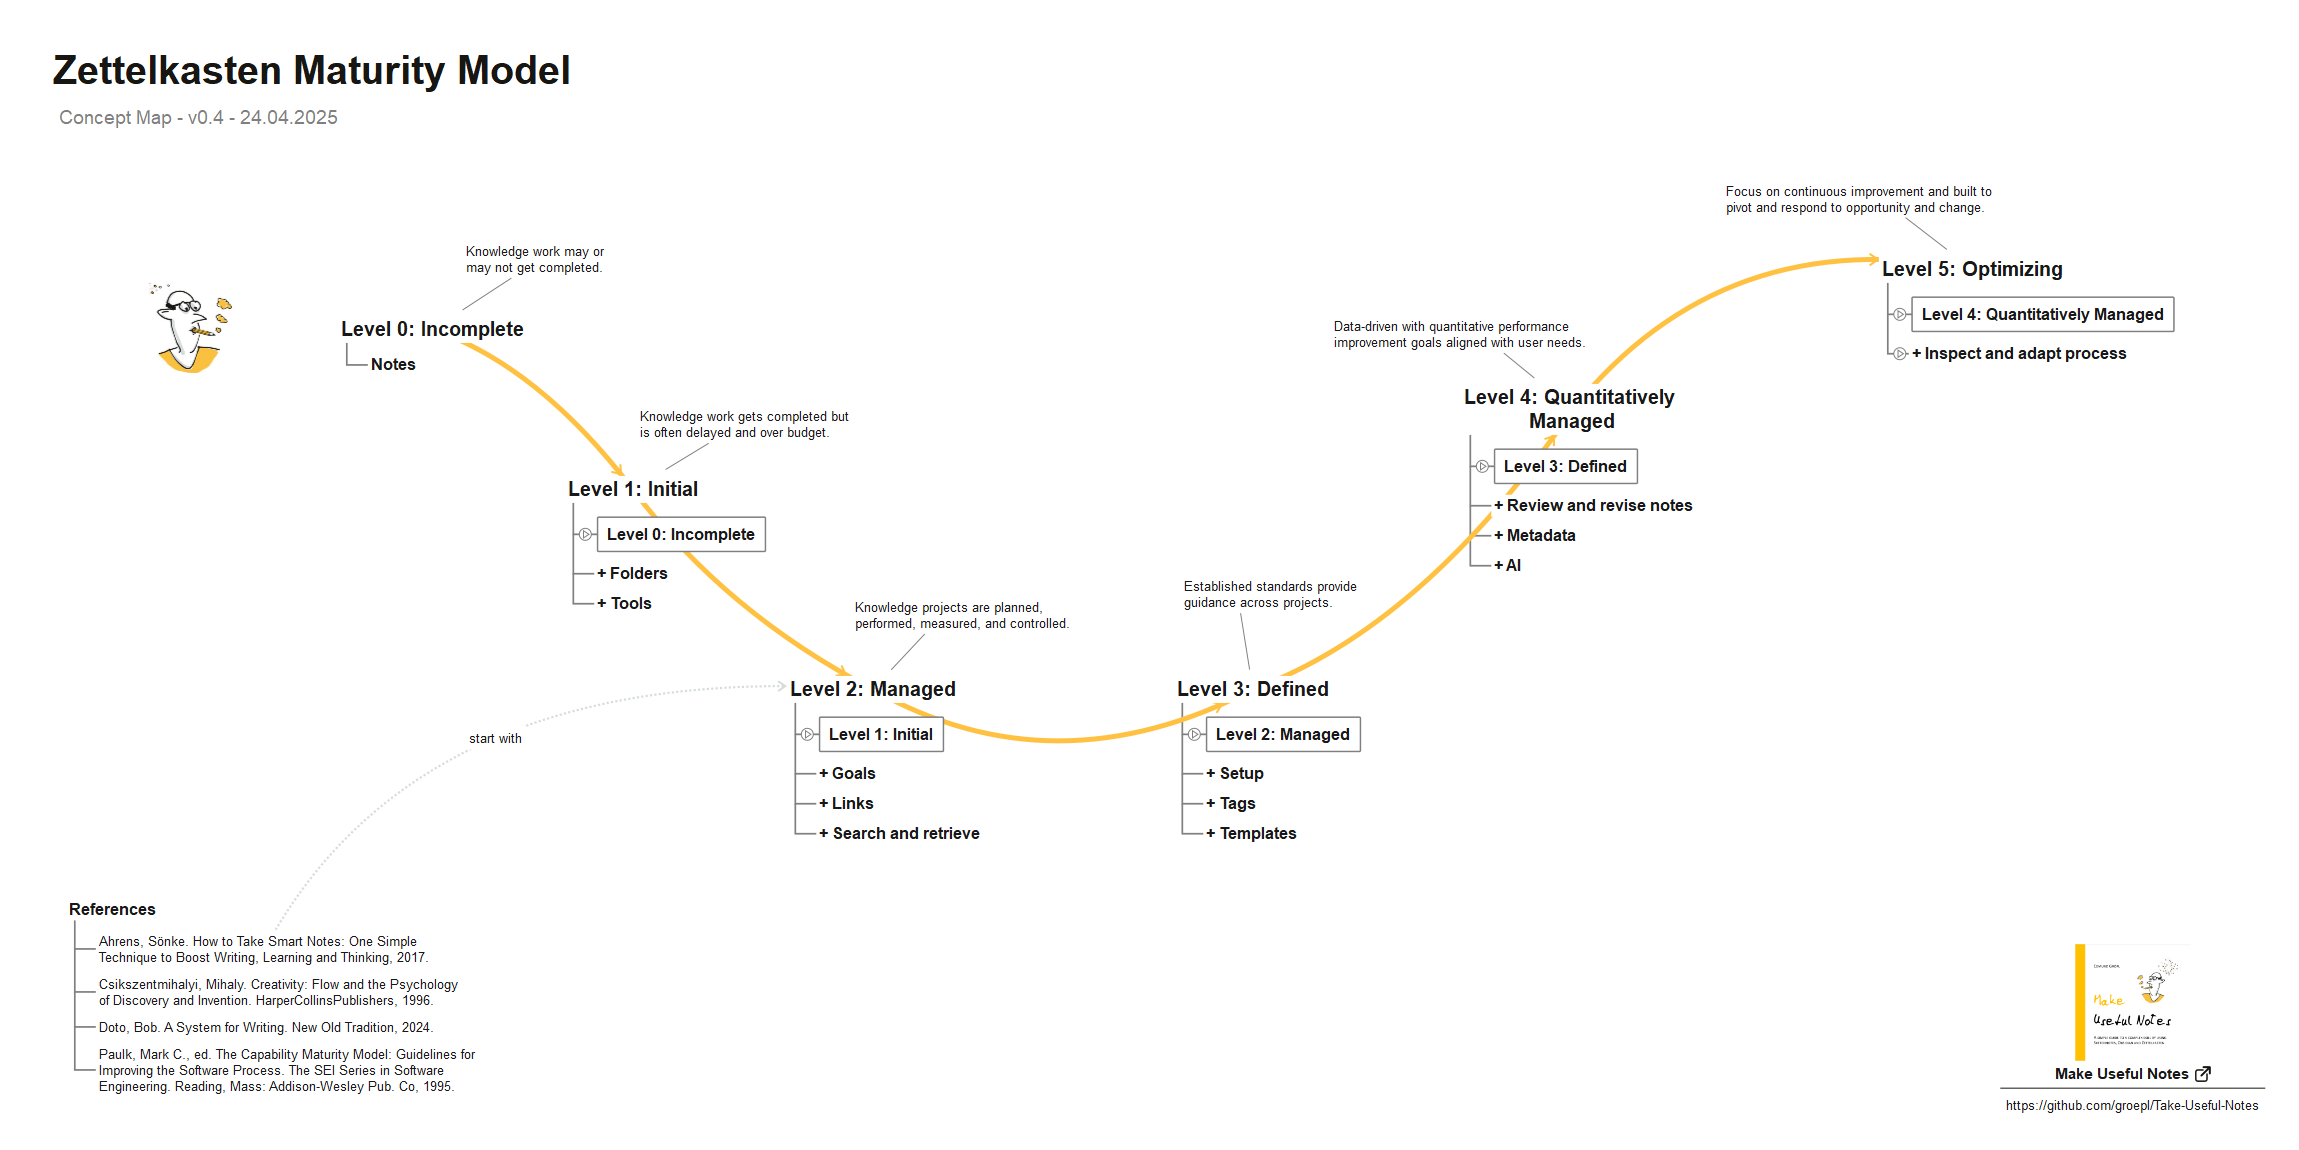 Zettelkasten Maturity Model
Concept Map - v0.4 - 24.04.2025
Knowledge work may or
may not get completed.
Level 0: Incomplete
Notes
Knowledge work gets completed but
is often delayed and over budget.
Level 1: Initial
Level 0: Incomplete
+ Folders
+ Tools
Knowledge projects are planned,
performed, measured, and controlled.
Level 2: Managed
Level 1: Initial
+ Goals
+ Links
+ Search and retrieve
start with
Established standards provide
guidance across projects.
Level 3: Defined
Level 2: Managed
+ Setup
+ Tags
+ Templates
Data-driven with quantitative performance
improvement goals aligned with user needs.
Level 4: Quantitatively
Managed
Level 3: Defined
+ Review and revise notes
+ Metadata
+ AI
Focus on continuous improvement and built to
pivot and respond to opportunity and change.
Level 5: Optimizing
Level 4: Quantitatively Managed
+ Inspect and adapt process
References
Ahrens, Sönke. How to Take Smart Notes: One Simple
Technique to Boost Writing, Learning and Thinking, 2017.
Csikszentmihalyi, Mihaly. Creativity: Flow and the Psychology
of Discovery and Invention. HarperCollinsPublishers, 1996.
Doto, Bob. A System for Writing. New Old Tradition, 2024.
Paulk, Mark C., ed. The Capability Maturity Model: Guidelines for
Improving the Software Process. The SEI Series in Software
Engineering. Reading, Mass: Addison-Wesley Pub. Co, 1995.
Make
Useful Notes
Make Useful Notes
https://github.com/groepl/Take-Useful-Notes